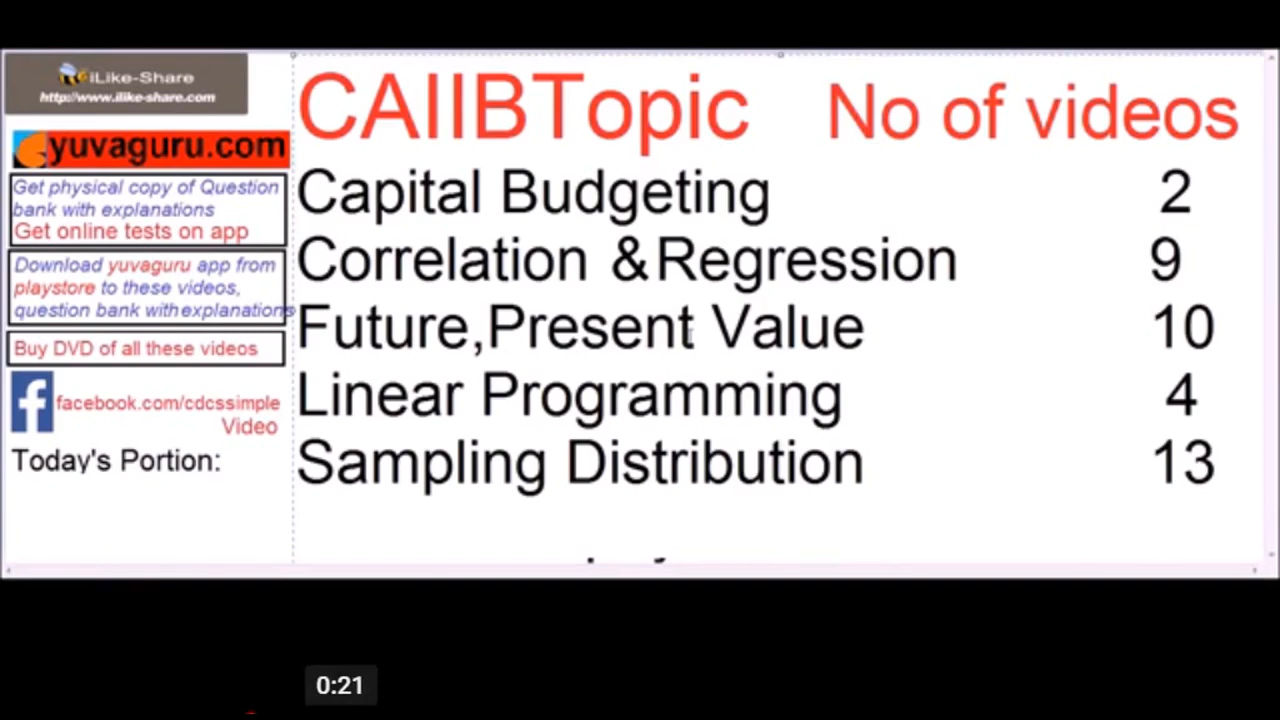 iLike-Share
http://www.ilike-share.com
yuvaguru.com
Get physical copy of Question
bank with explanations
Get online tests on app
Download yuvaguru app from
playstore to these videos,
question bank with explanations
Buy DVD of all these videos
facebook.com/cdcssimple
Video
Today's Portion:
CAIIBTopic No of videos
Capital Budgeting 2
Correlation &Regression 9
Future,Present Value 10
Linear Programming 4
Sampling Distribution 13
0:21